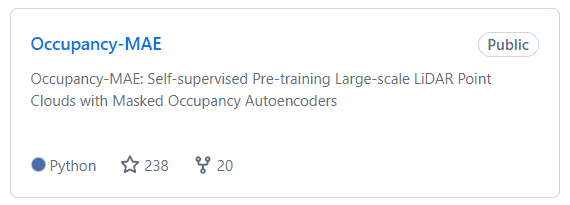 Occupancy-MAE
Public
Occupancy-MAE: Self-supervised Pre-training Large-scale LiDAR Point
Clouds with Masked Occupancy Autoencoders
Python 238 20